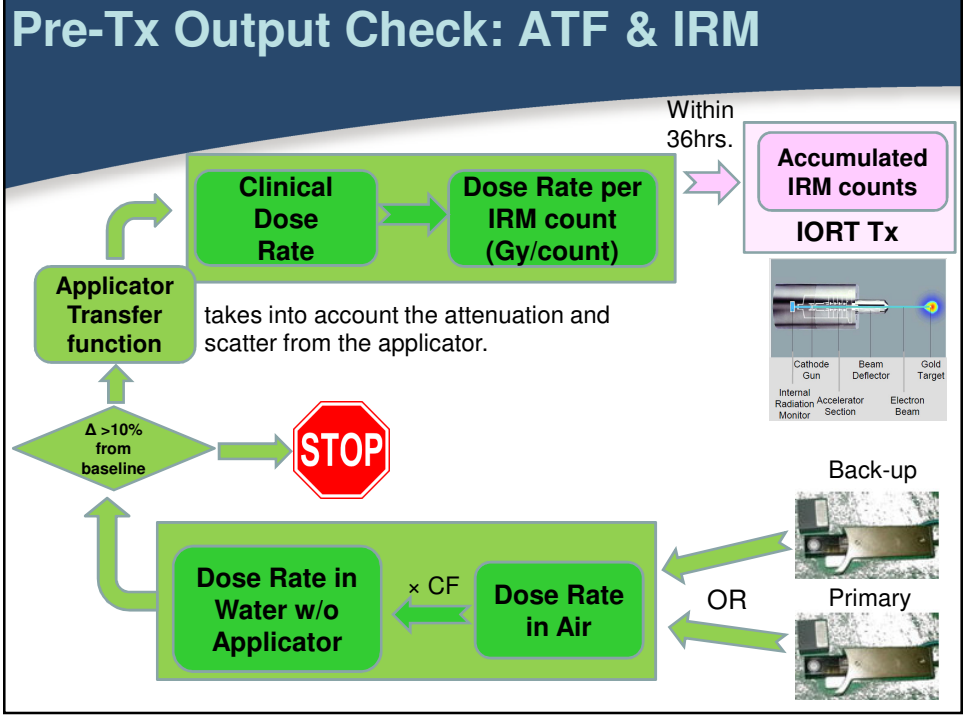 Pre-Tx Output Check: ATF & IRM
Within
36hrs.
Clinical
Dose
Rate
Dose Rate per
IRM count
(Gy/count)
Accumulated
IRM counts
IORT Tx
Applicator
Transfer
function
takes into account the attenuation and
scatter from the applicator.
Cathode
Gun
Beam
Deflector
Gold
Target
Internal
Radiation
Monitor
Accelerator
Section
Electron
Beam
Δ >10%
from
baseline
STOP
Back-up
Dose Rate in
Water w/o
Applicator
× CF
Dose Rate
in Air
OR
Primary